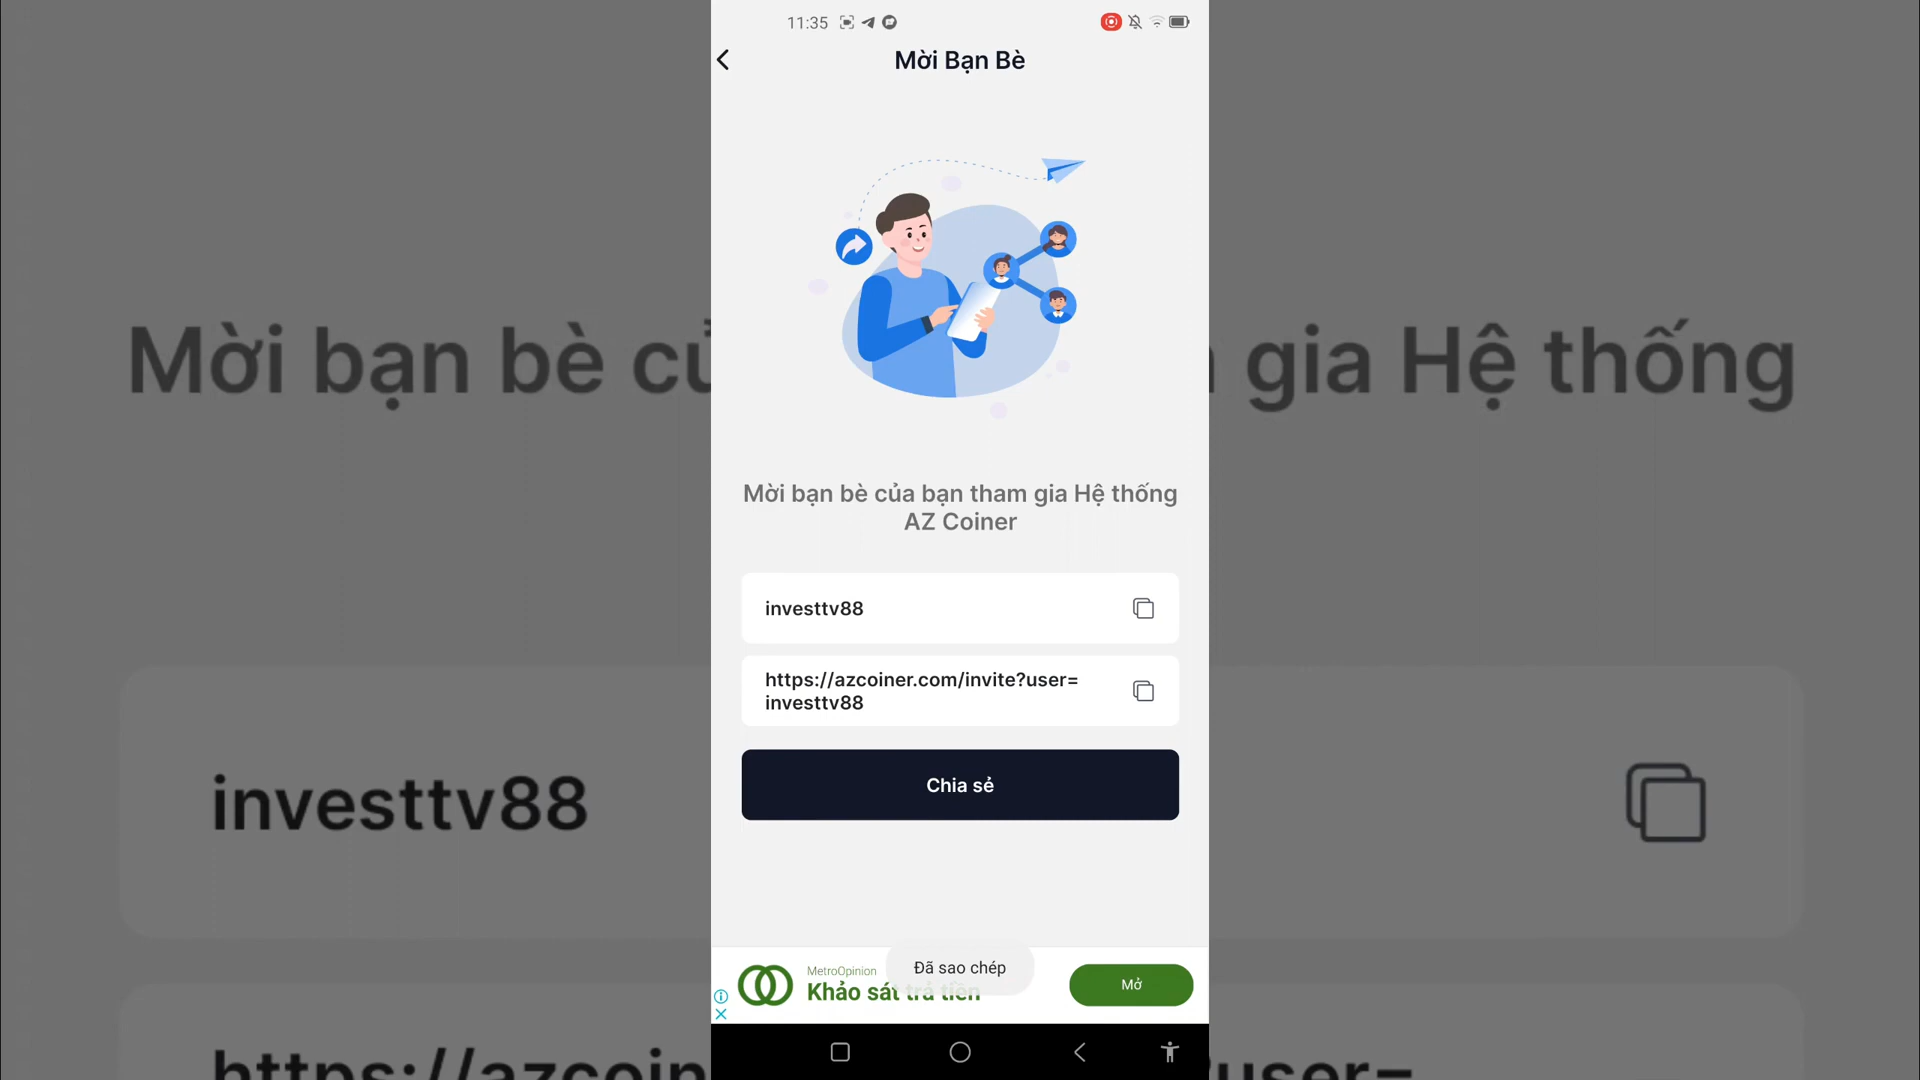 11:35
Mời Bạn Bè
Mời bạn bè của bạn tham gia Hệ thống
AZ Coiner
investtv88
https://azcoiner.com/invite?user=
investtv88
Chia sẻ
Đã sao chép
MetroOpinion
Khảo sát trả tiền
Mở
Mời bạn bè
gia Hệ thống
investtv88